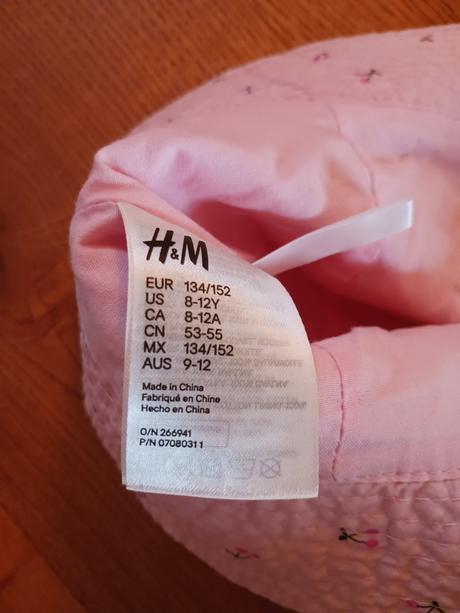 H&M
EUR 134/152
US 8-12Y
CA 8-12A
CN 53-55
MX 134/152
AUS 9-12
Made in China
Fabriqué en Chine
Hecho en China
O/N 266941
P/N 07080311